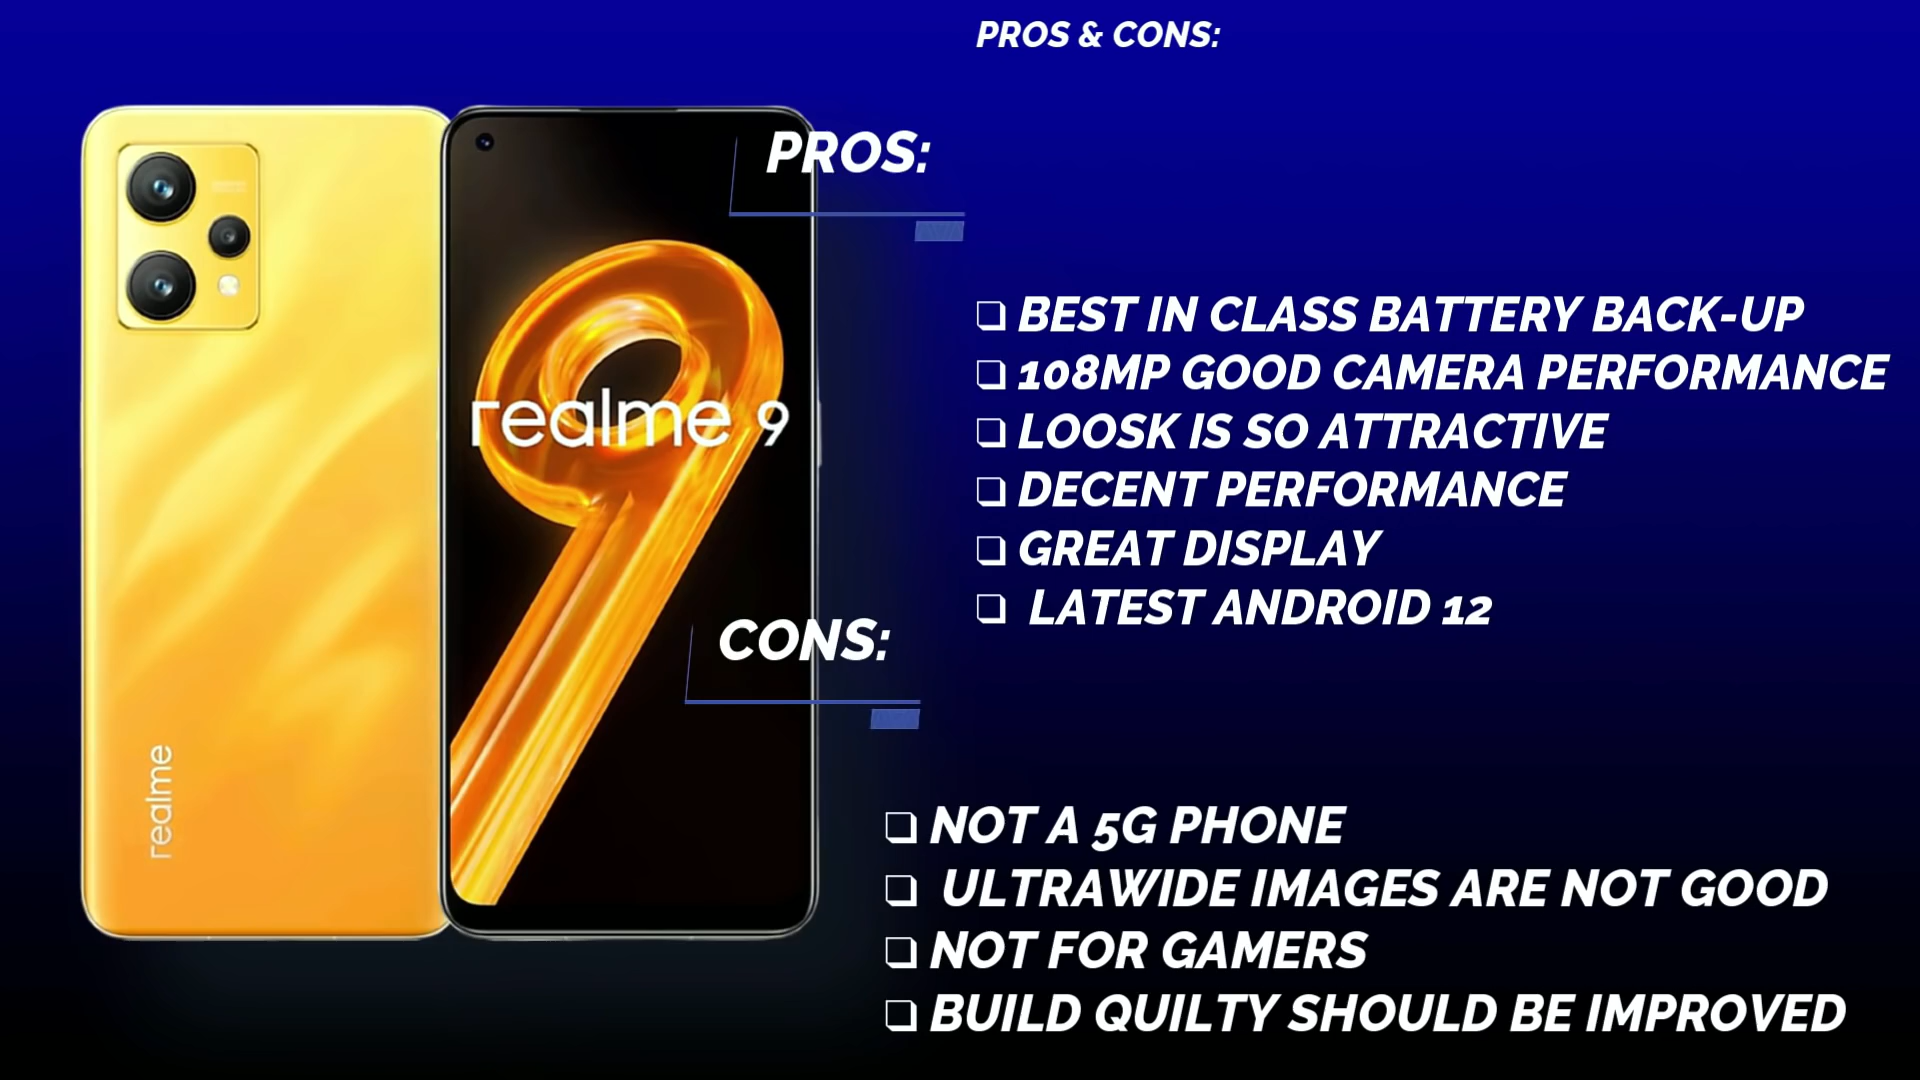 PROS & CONS:
PROS:
❑ BEST IN CLASS BATTERY BACK-UP
❑ 108MP GOOD CAMERA PERFORMANCE
❑ LOOSK IS SO ATTRACTIVE
❑ DECENT PERFORMANCE
❑ GREAT DISPLAY
❑ LATEST ANDROID 12
realme 9
realme
CONS:
❑ NOT A 5G PHONE
❑ ULTRAWIDE IMAGES ARE NOT GOOD
❑ NOT FOR GAMERS
❑ BUILD QUILTY SHOULD BE IMPROVED